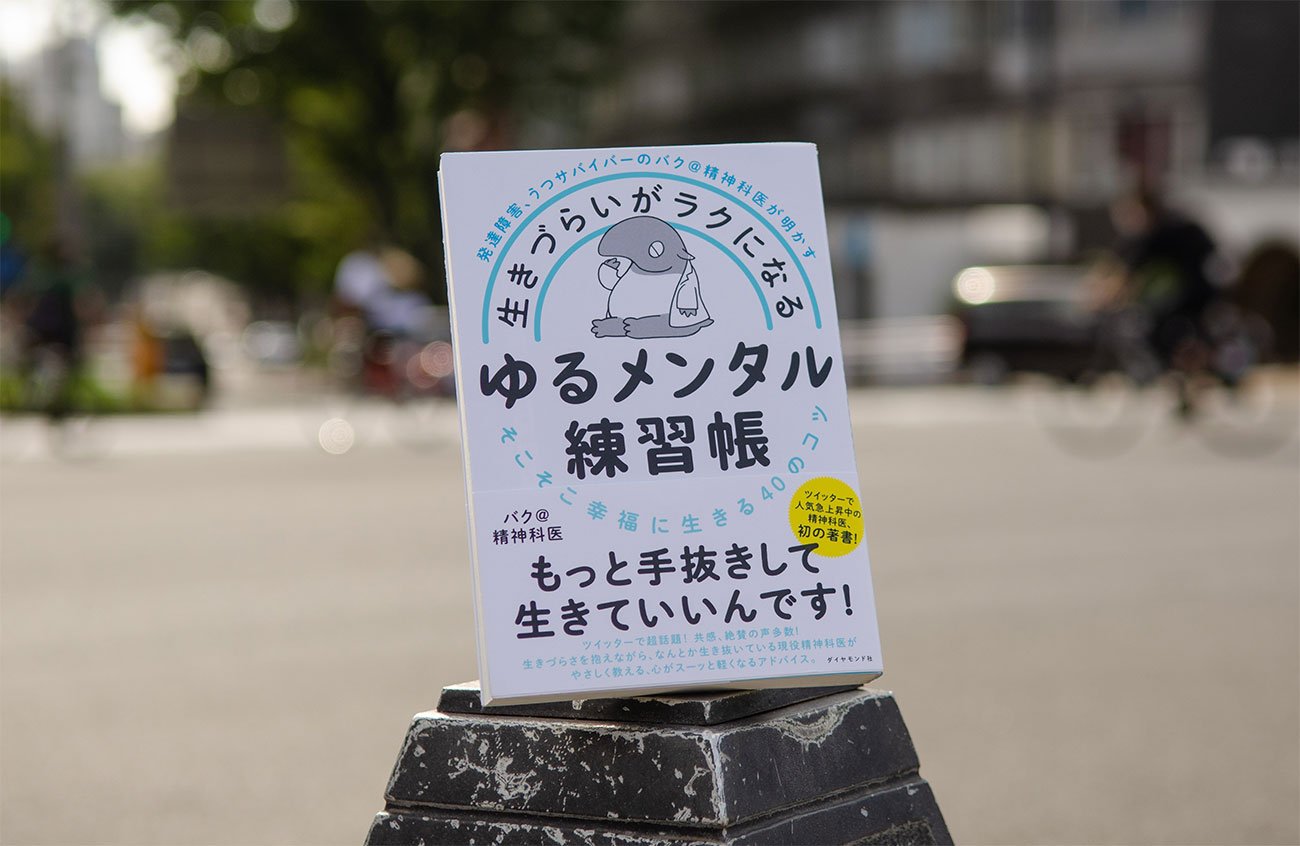 発達障害、うつサバイバーのバク@精神科医が明かす
生きづらいがラクになる
ゆるメンタル
練習帳
そこそこ幸福に生きる40のコツ
バク@
精神科医
ツイッターで
人気急上昇中の
精神科医、
初の著書!
もっと手抜きして
生きていいんです!
ツイッターで超話題! 共感、絶賛の声多数!
生きづらさを抱えながら、なんとか生き抜いている現役精神科医が
やさしく教える、心がスーッと軽くなるアドバイス。
ダイヤモンド社